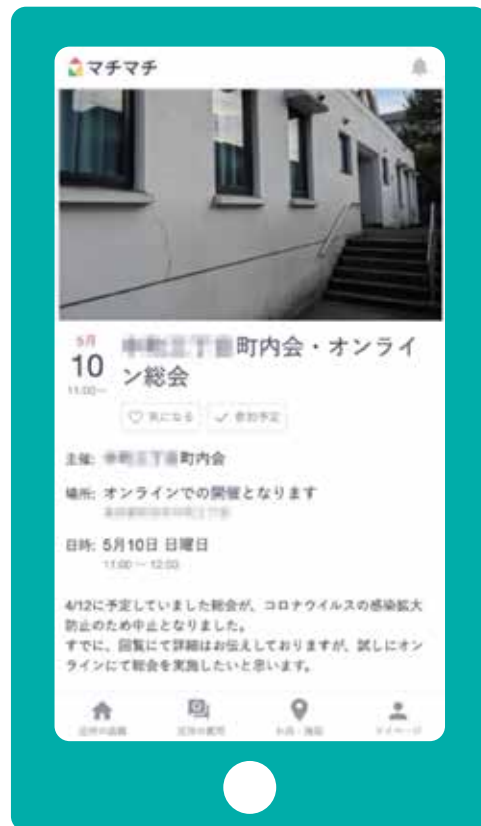 マチマチ
5月
10
11:00〜
町内会・オンライ
ン総会
気になる
参加予定
主催: 町内会
場所: オンラインでの開催となります
日時: 5月10日 日曜日
11:00 〜 12:00
4/12に予定していました総会が、コロナウイルスの感染拡大
防止のため中止となりました。
すでに、回覧にて詳細はお伝えしておりますが、試しにオン
ラインにて総会を実施したいと思います。
マイページ